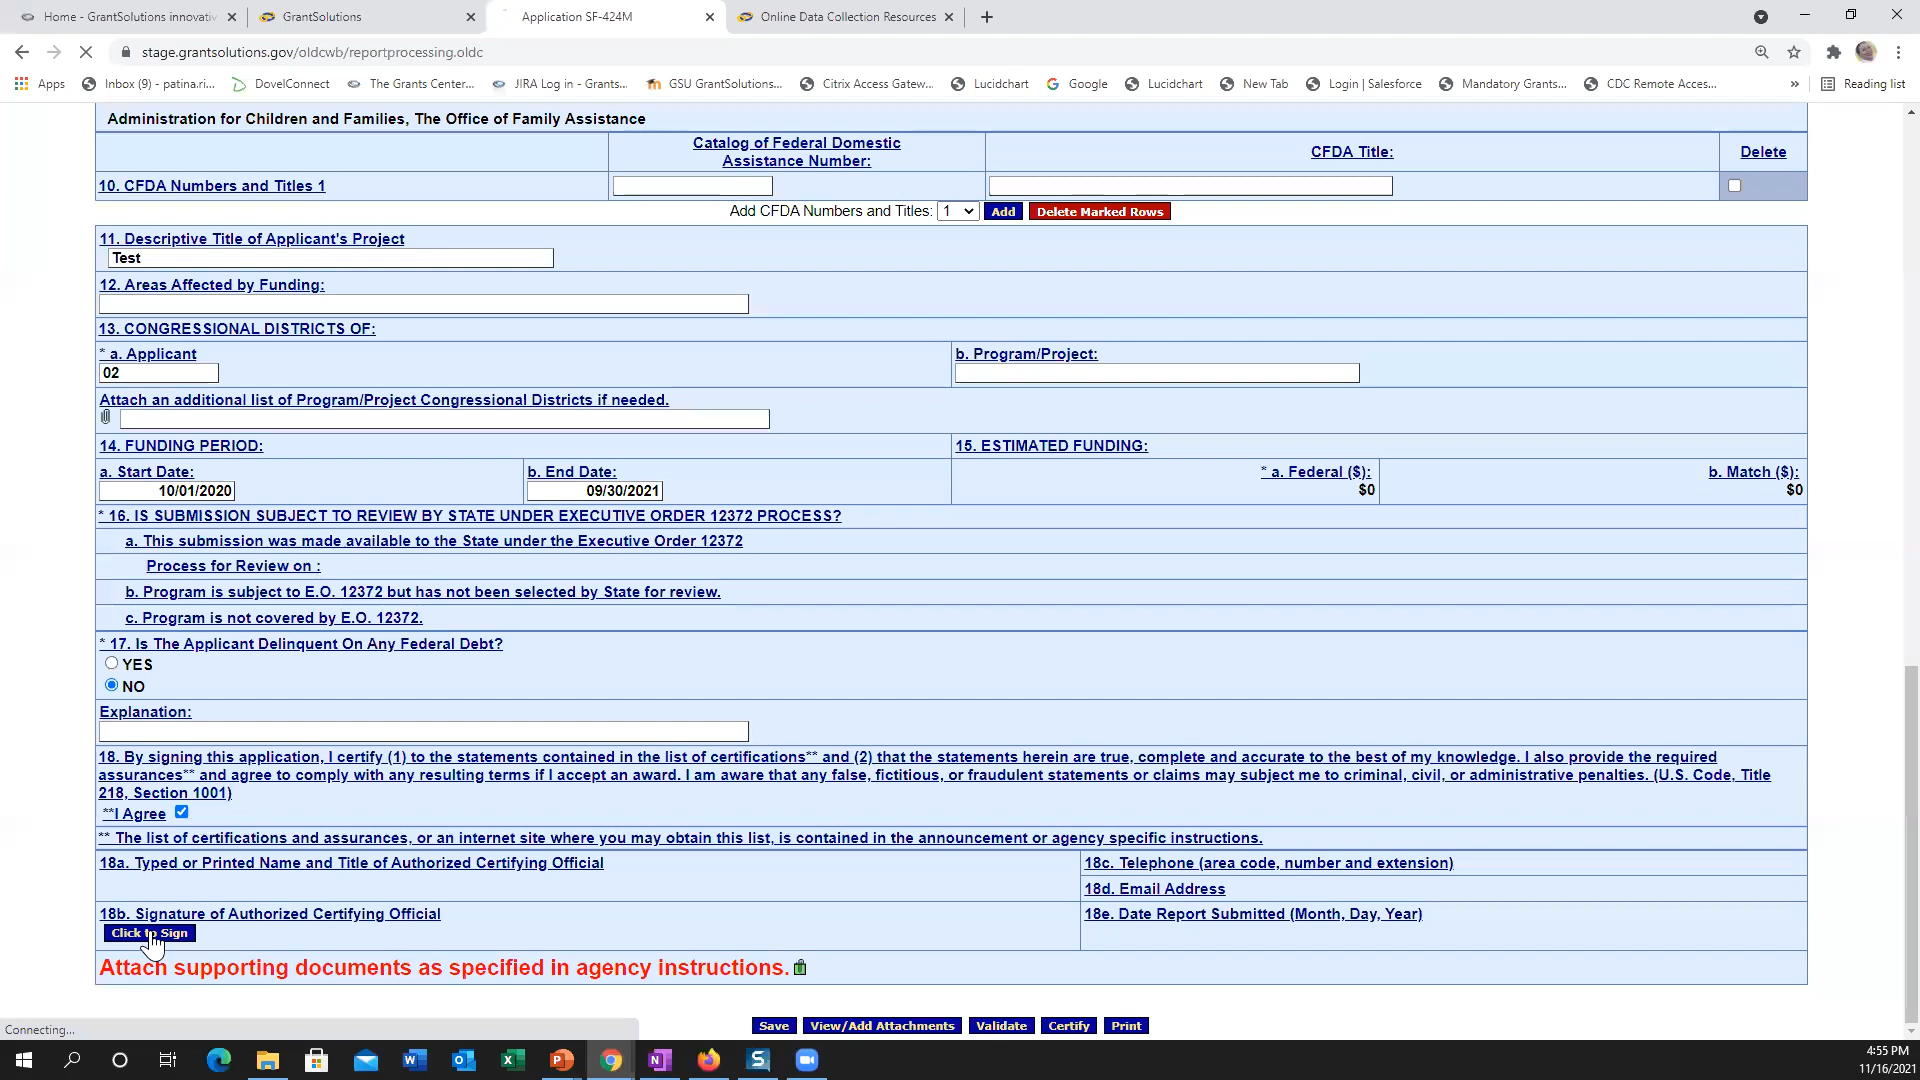 Home - GrantSolutions innovativ
GrantSolutions
Application SF-424M
Online Data Collection Resources
stage.grantsolutions.gov/oldcwb/reportprocessing.oldc
Apps
Inbox (9) - patina.ri...
DovelConnect
The Grants Center...
JIRA Log in - Grants...
GSU GrantSolutions...
Citrix Access Gatew...
Lucidchart
Google
Lucidchart
New Tab
Login | Salesforce
Mandatory Grants...
CDC Remote Acces...
»
Reading list
Administration for Children and Families, The Office of Family Assistance
Catalog of Federal Domestic
Assistance Number:
CFDA Title:
Delete
10. CFDA Numbers and Titles 1
Add CFDA Numbers and Titles: 1 Add Delete Marked Rows
11. Descriptive Title of Applicant's Project
Test
12. Areas Affected by Funding:
13. CONGRESSIONAL DISTRICTS OF:
* a. Applicant
02
b. Program/Project:
Attach an additional list of Program/Project Congressional Districts if needed.
14. FUNDING PERIOD:
15. ESTIMATED FUNDING:
a. Start Date:
10/01/2020
b. End Date:
09/30/2021
* a. Federal ($):
$0
b. Match ($):
$0
* 16. IS SUBMISSION SUBJECT TO REVIEW BY STATE UNDER EXECUTIVE ORDER 12372 PROCESS?
a. This submission was made available to the State under the Executive Order 12372
Process for Review on :
b. Program is subject to E.O. 12372 but has not been selected by State for review.
c. Program is not covered by E.O. 12372.
* 17. Is The Applicant Delinquent On Any Federal Debt?
YES
NO
Explanation:
18. By signing this application, I certify (1) to the statements contained in the list of certifications** and (2) that the statements herein are true, complete and accurate to the best of my knowledge. I also provide the required
assurances** and agree to comply with any resulting terms if I accept an award. I am aware that any false, fictitious, or fraudulent statements or claims may subject me to criminal, civil, or administrative penalties. (U.S. Code, Title
218, Section 1001)
**I Agree
** The list of certifications and assurances, or an internet site where you may obtain this list, is contained in the announcement or agency specific instructions.
18a. Typed or Printed Name and Title of Authorized Certifying Official
18c. Telephone (area code, number and extension)
18d. Email Address
18b. Signature of Authorized Certifying Official
Click to Sign
18e. Date Report Submitted (Month, Day, Year)
Attach supporting documents as specified in agency instructions.
Save View/Add Attachments Validate Certify Print
Connecting...
4:55 PM
11/16/2021